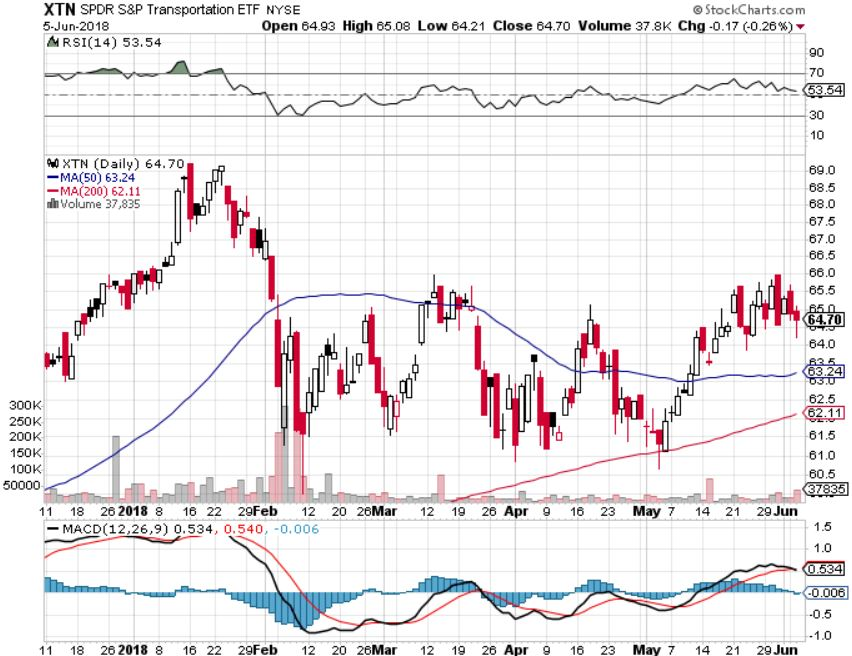 XTN SPDR S&P Transportation ETF NYSE © StockCharts.com
5-Jun-2018 Open 64.93 High 65.08 Low 64.21 Close 64.70 Volume 37.8K Chg -0.17 (-0.26%)
RSI(14) 53.54
90
70
53.54
30
10
XTN (Daily) 64.70
MA(50) 63.24
MA(200) 62.11
Volume 37,835
69.0
68.5
68.0
67.5
67.0
66.5
66.0
65.5
65.0
64.70
64.0
63.5
63.24
63.0
62.5
62.11
61.5
61.0
60.5
37835
300K
250K
200K
150K
100K
50000
11 18 26 2018 8 16 22 29 Feb 12 20 26 Mar 12 19 26 Apr 9 16 23 May 7 14 21 29 Jun
MACD(12,26,9) 0.534, 0.540, -0.006
1.5
1.0
0.534
-0.006
-0.5
-1.0
11 18 26 2018 8 16 22 29 Feb 12 20 26 Mar 12 19 26 Apr 9 16 23 May 7 14 21 29 Jun